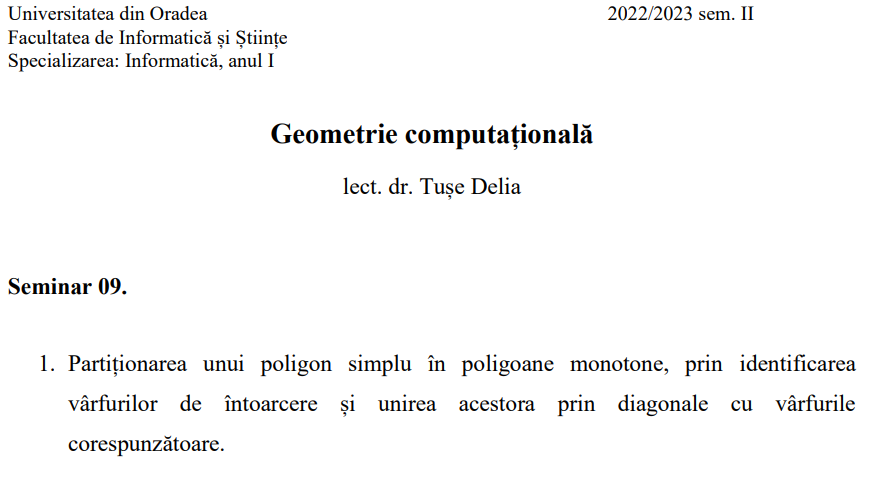 Universitatea din Oradea 2022/2023 sem. II
Facultatea de Informatică și Științe
Specializarea: Informatică, anul I
Geometrie computațională
lect. dr. Tușe Delia
Seminar 09.
1. Partiționarea unui poligon simplu în poligoane monotone, prin identificarea
vârfurilor de întoarcere și unirea acestora prin diagonale cu vârfurile
corespunzătoare.